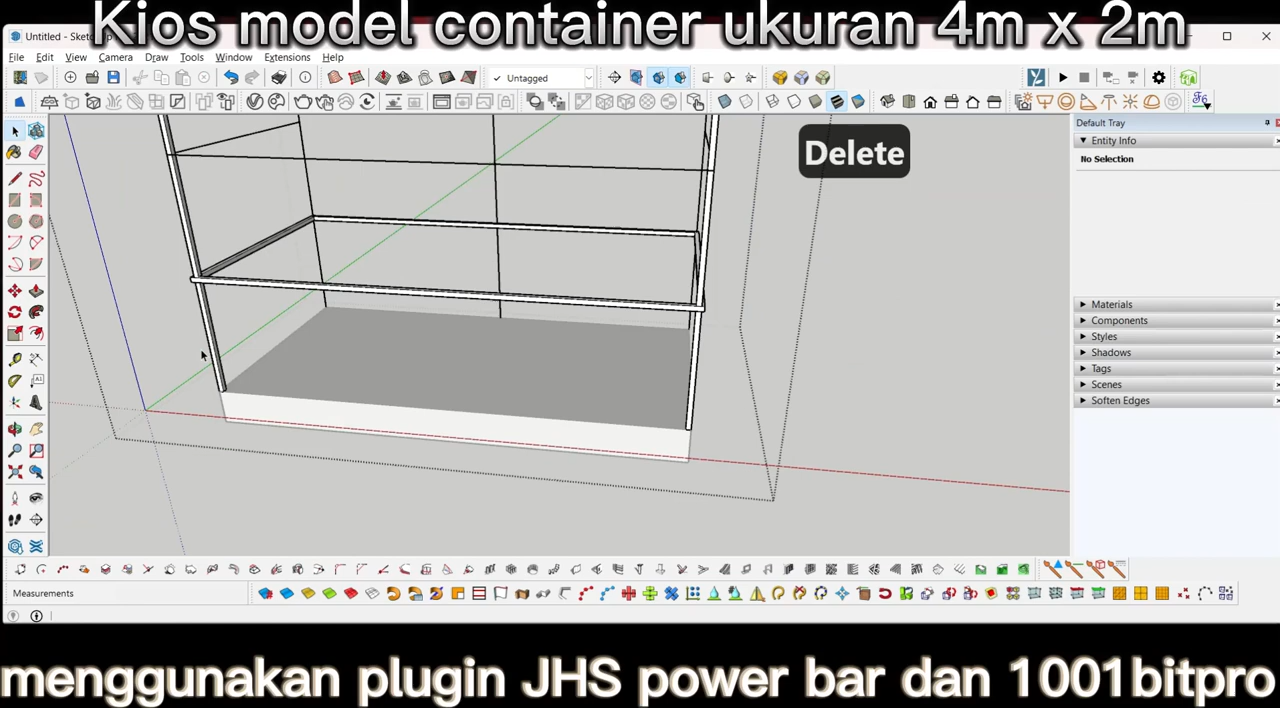 Kios model container ukuran 4m x 2m
Untitled - Sket
File Edit View Camera Draw Tools Window Extensions Help
Untagged
Delete
Default Tray
Entity Info
No Selection
Materials
Components
Styles
Shadows
Tags
Scenes
Soften Edges
Measurements
menggunakan plugin JHS power bar dan 1001bitpro